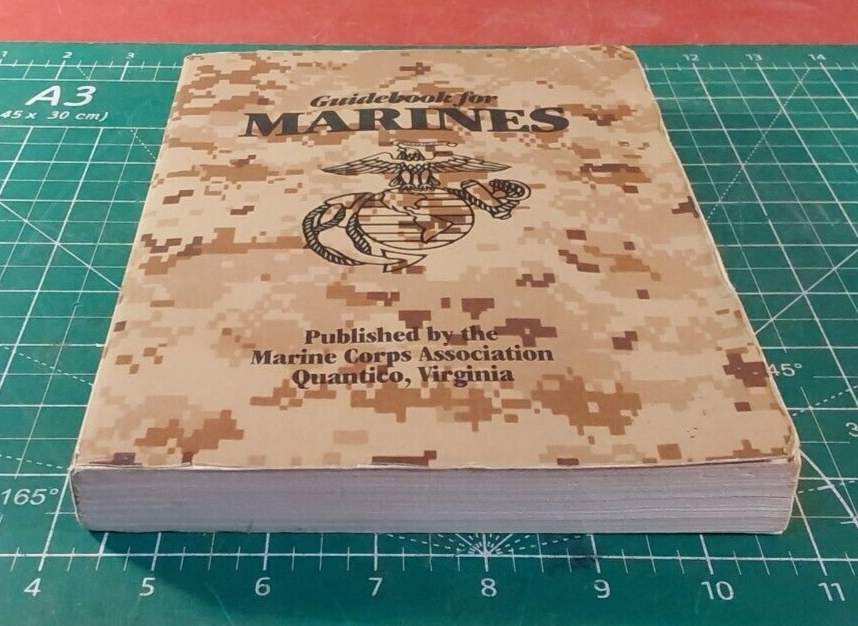 1 2 3 12 13 14
A3
45 x 30 cm)
Guidebook for
MARINES
Published by the
Marine Corps Association
Quantico, Virginia
45°
165°
4 5 6 7 8 9 10 11